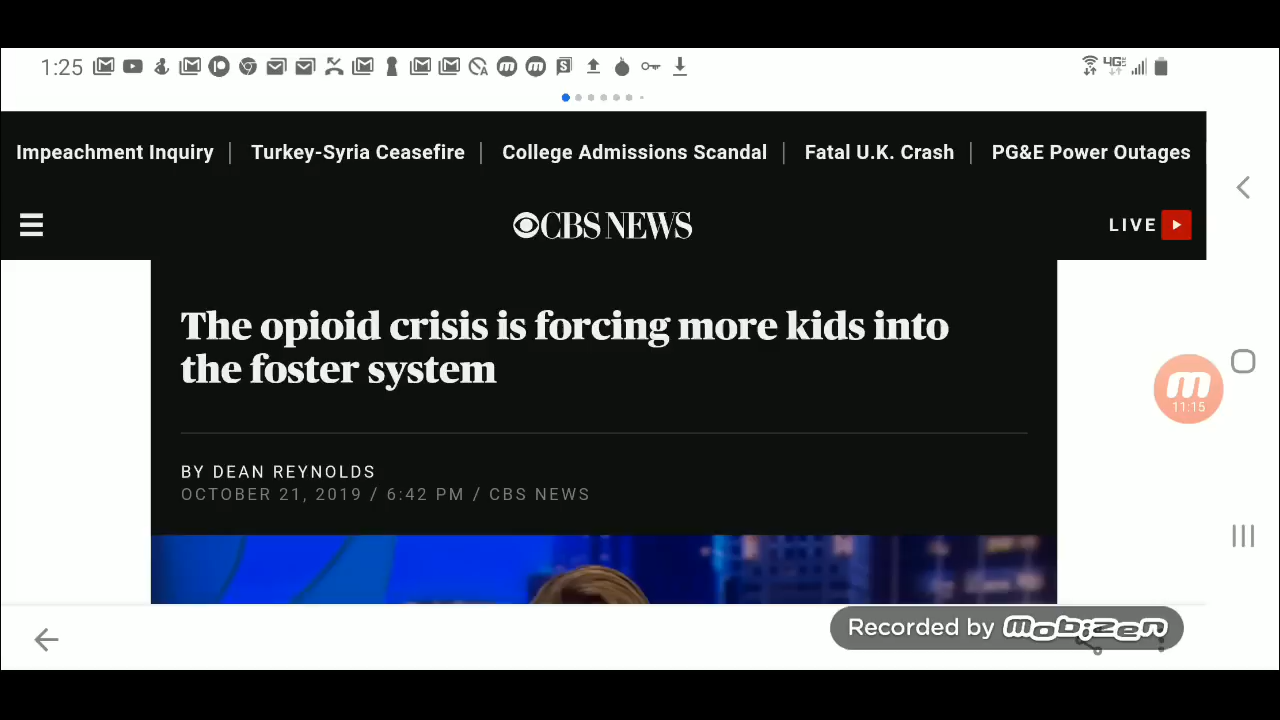 1:25
4G
Impeachment Inquiry | Turkey-Syria Ceasefire | College Admissions Scandal | Fatal U.K. Crash | PG&E Power Outages
CBS NEWS
LIVE
The opioid crisis is forcing more kids into
the foster system
BY DEAN REYNOLDS
OCTOBER 21, 2019 / 6:42 PM / CBS NEWS
m
11:15
Recorded by mobizen